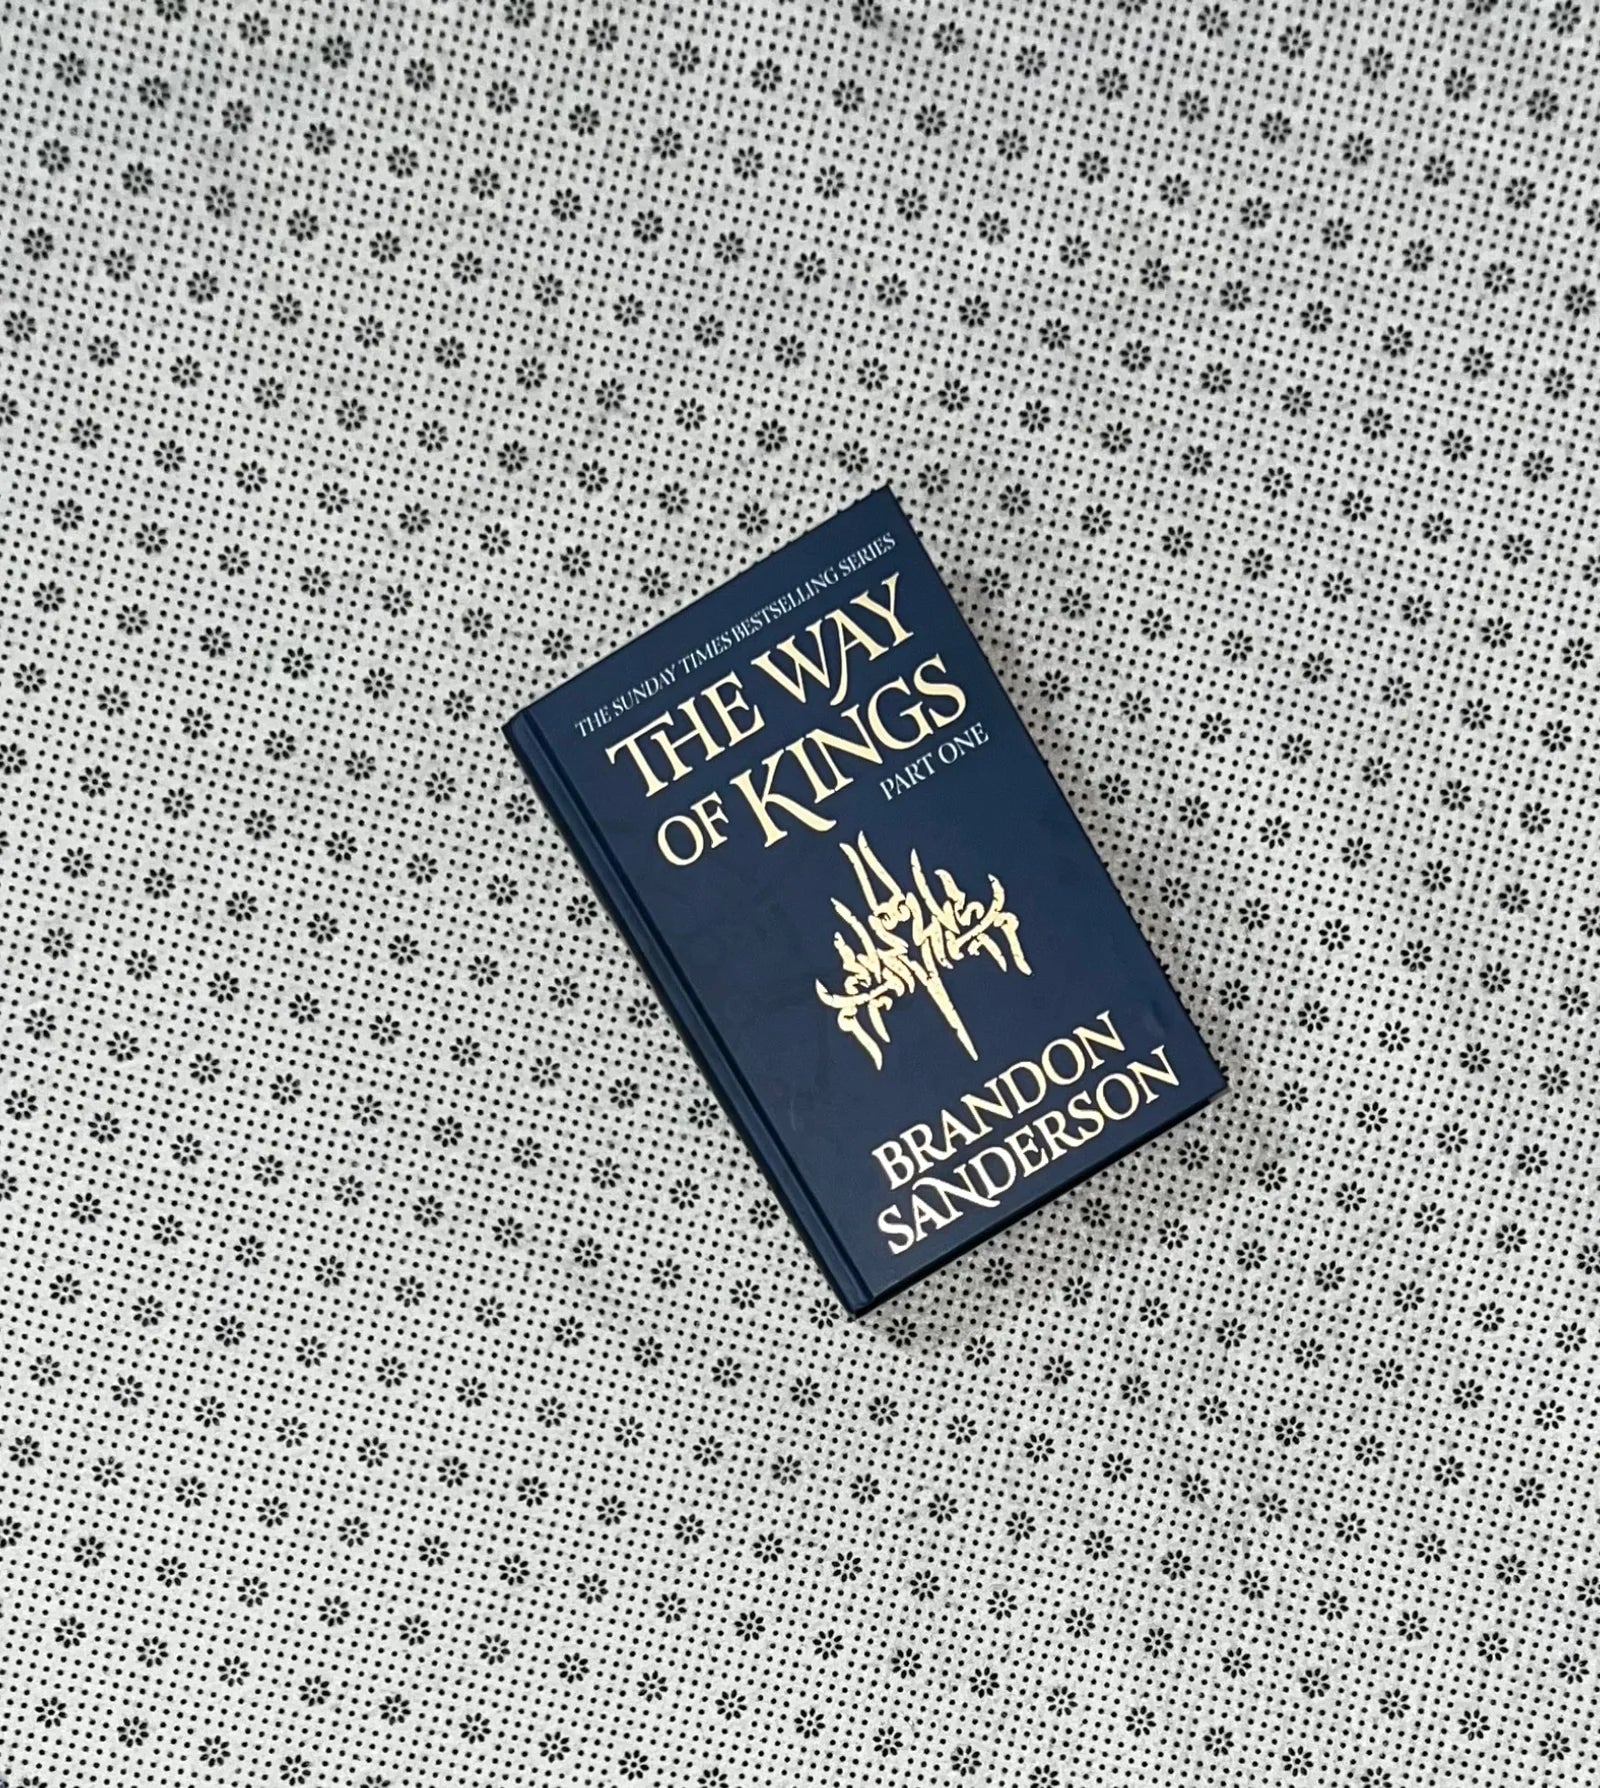 THE SUNDAY TIMES BESTSELLING SERIES
THE WAY
OF KINGS
PART ONE
BRANDON
SANDERSON